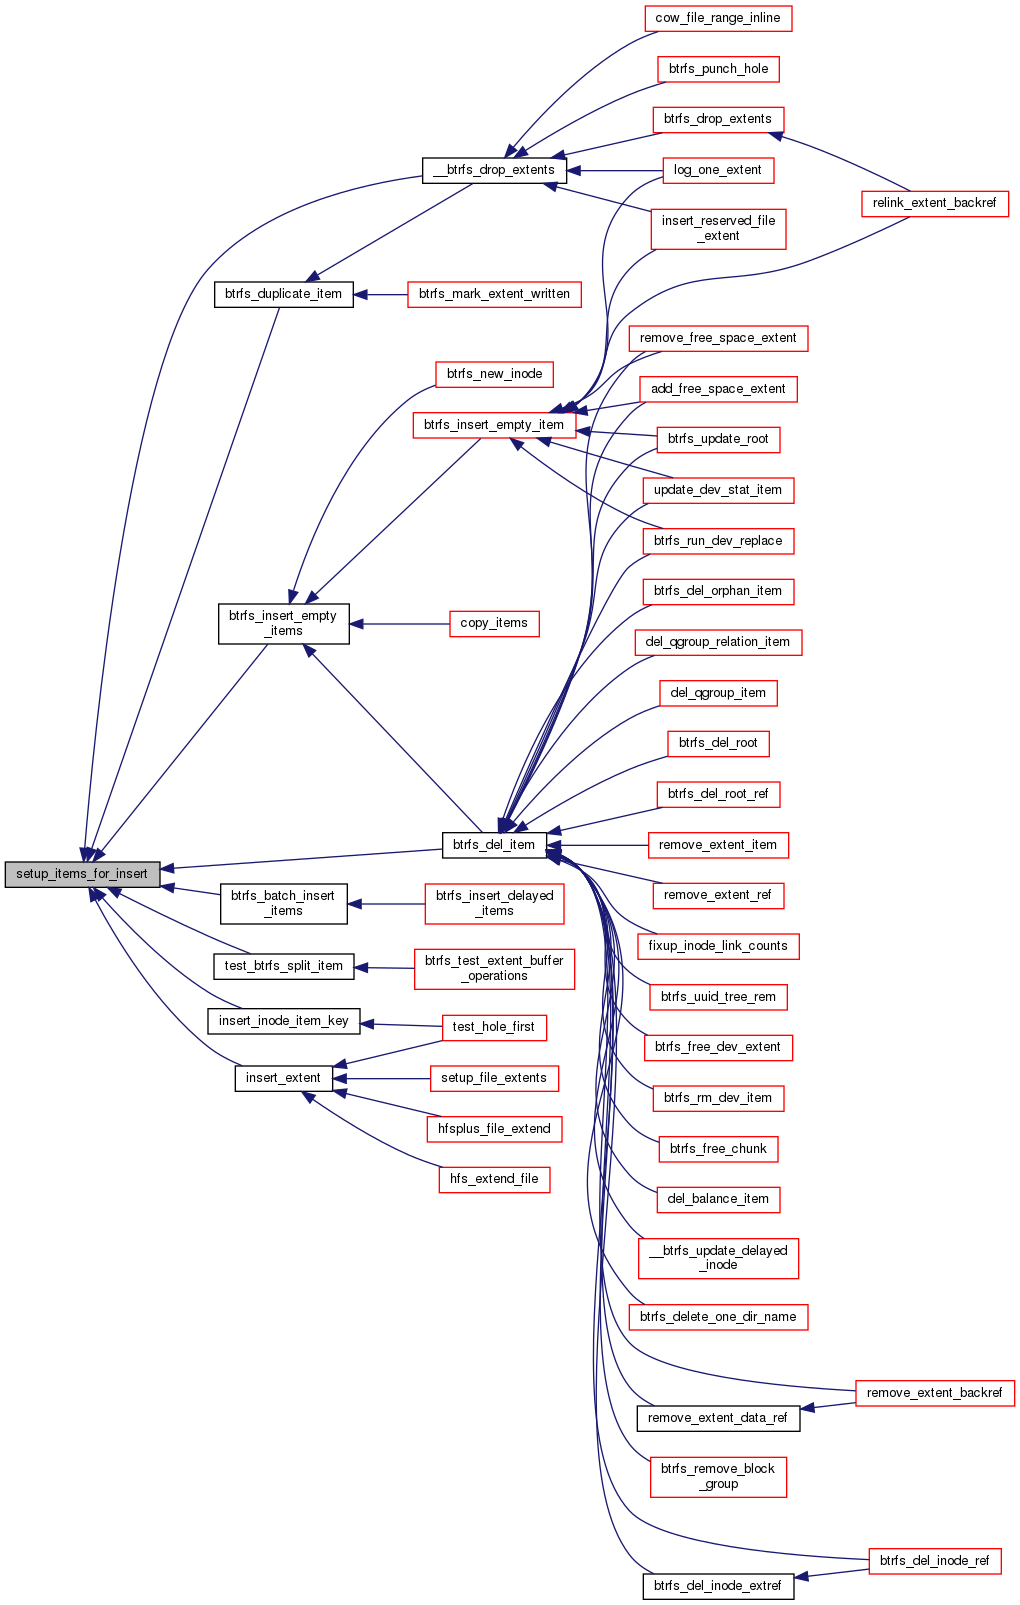 cow_file_range_inline
btrfs_punch_hole
btrfs_drop_extents
__btrfs_drop_extents
log_one_extent
relink_extent_backref
insert_reserved_file
_extent
btrfs_duplicate_item
btrfs_mark_extent_written
remove_free_space_extent
btrfs_new_inode
add_free_space_extent
btrfs_insert_empty_item
btrfs_update_root
update_dev_stat_item
btrfs_run_dev_replace
btrfs_del_orphan_item
btrfs_insert_empty
_items
copy_items
del_qgroup_relation_item
del_qgroup_item
btrfs_del_root
btrfs_del_root_ref
btrfs_del_item
remove_extent_item
setup_items_for_insert
remove_extent_ref
btrfs_batch_insert
_items
btrfs_insert_delayed
_items
fixup_inode_link_counts
test_btrfs_split_item
btrfs_test_extent_buffer
_operations
btrfs_uuid_tree_rem
insert_inode_item_key
test_hole_first
btrfs_free_dev_extent
insert_extent
setup_file_extents
btrfs_rm_dev_item
hfsplus_file_extend
btrfs_free_chunk
hfs_extend_file
del_balance_item
__btrfs_update_delayed
_inode
btrfs_delete_one_dir_name
remove_extent_backref
remove_extent_data_ref
btrfs_remove_block
_group
btrfs_del_inode_ref
btrfs_del_inode_extref